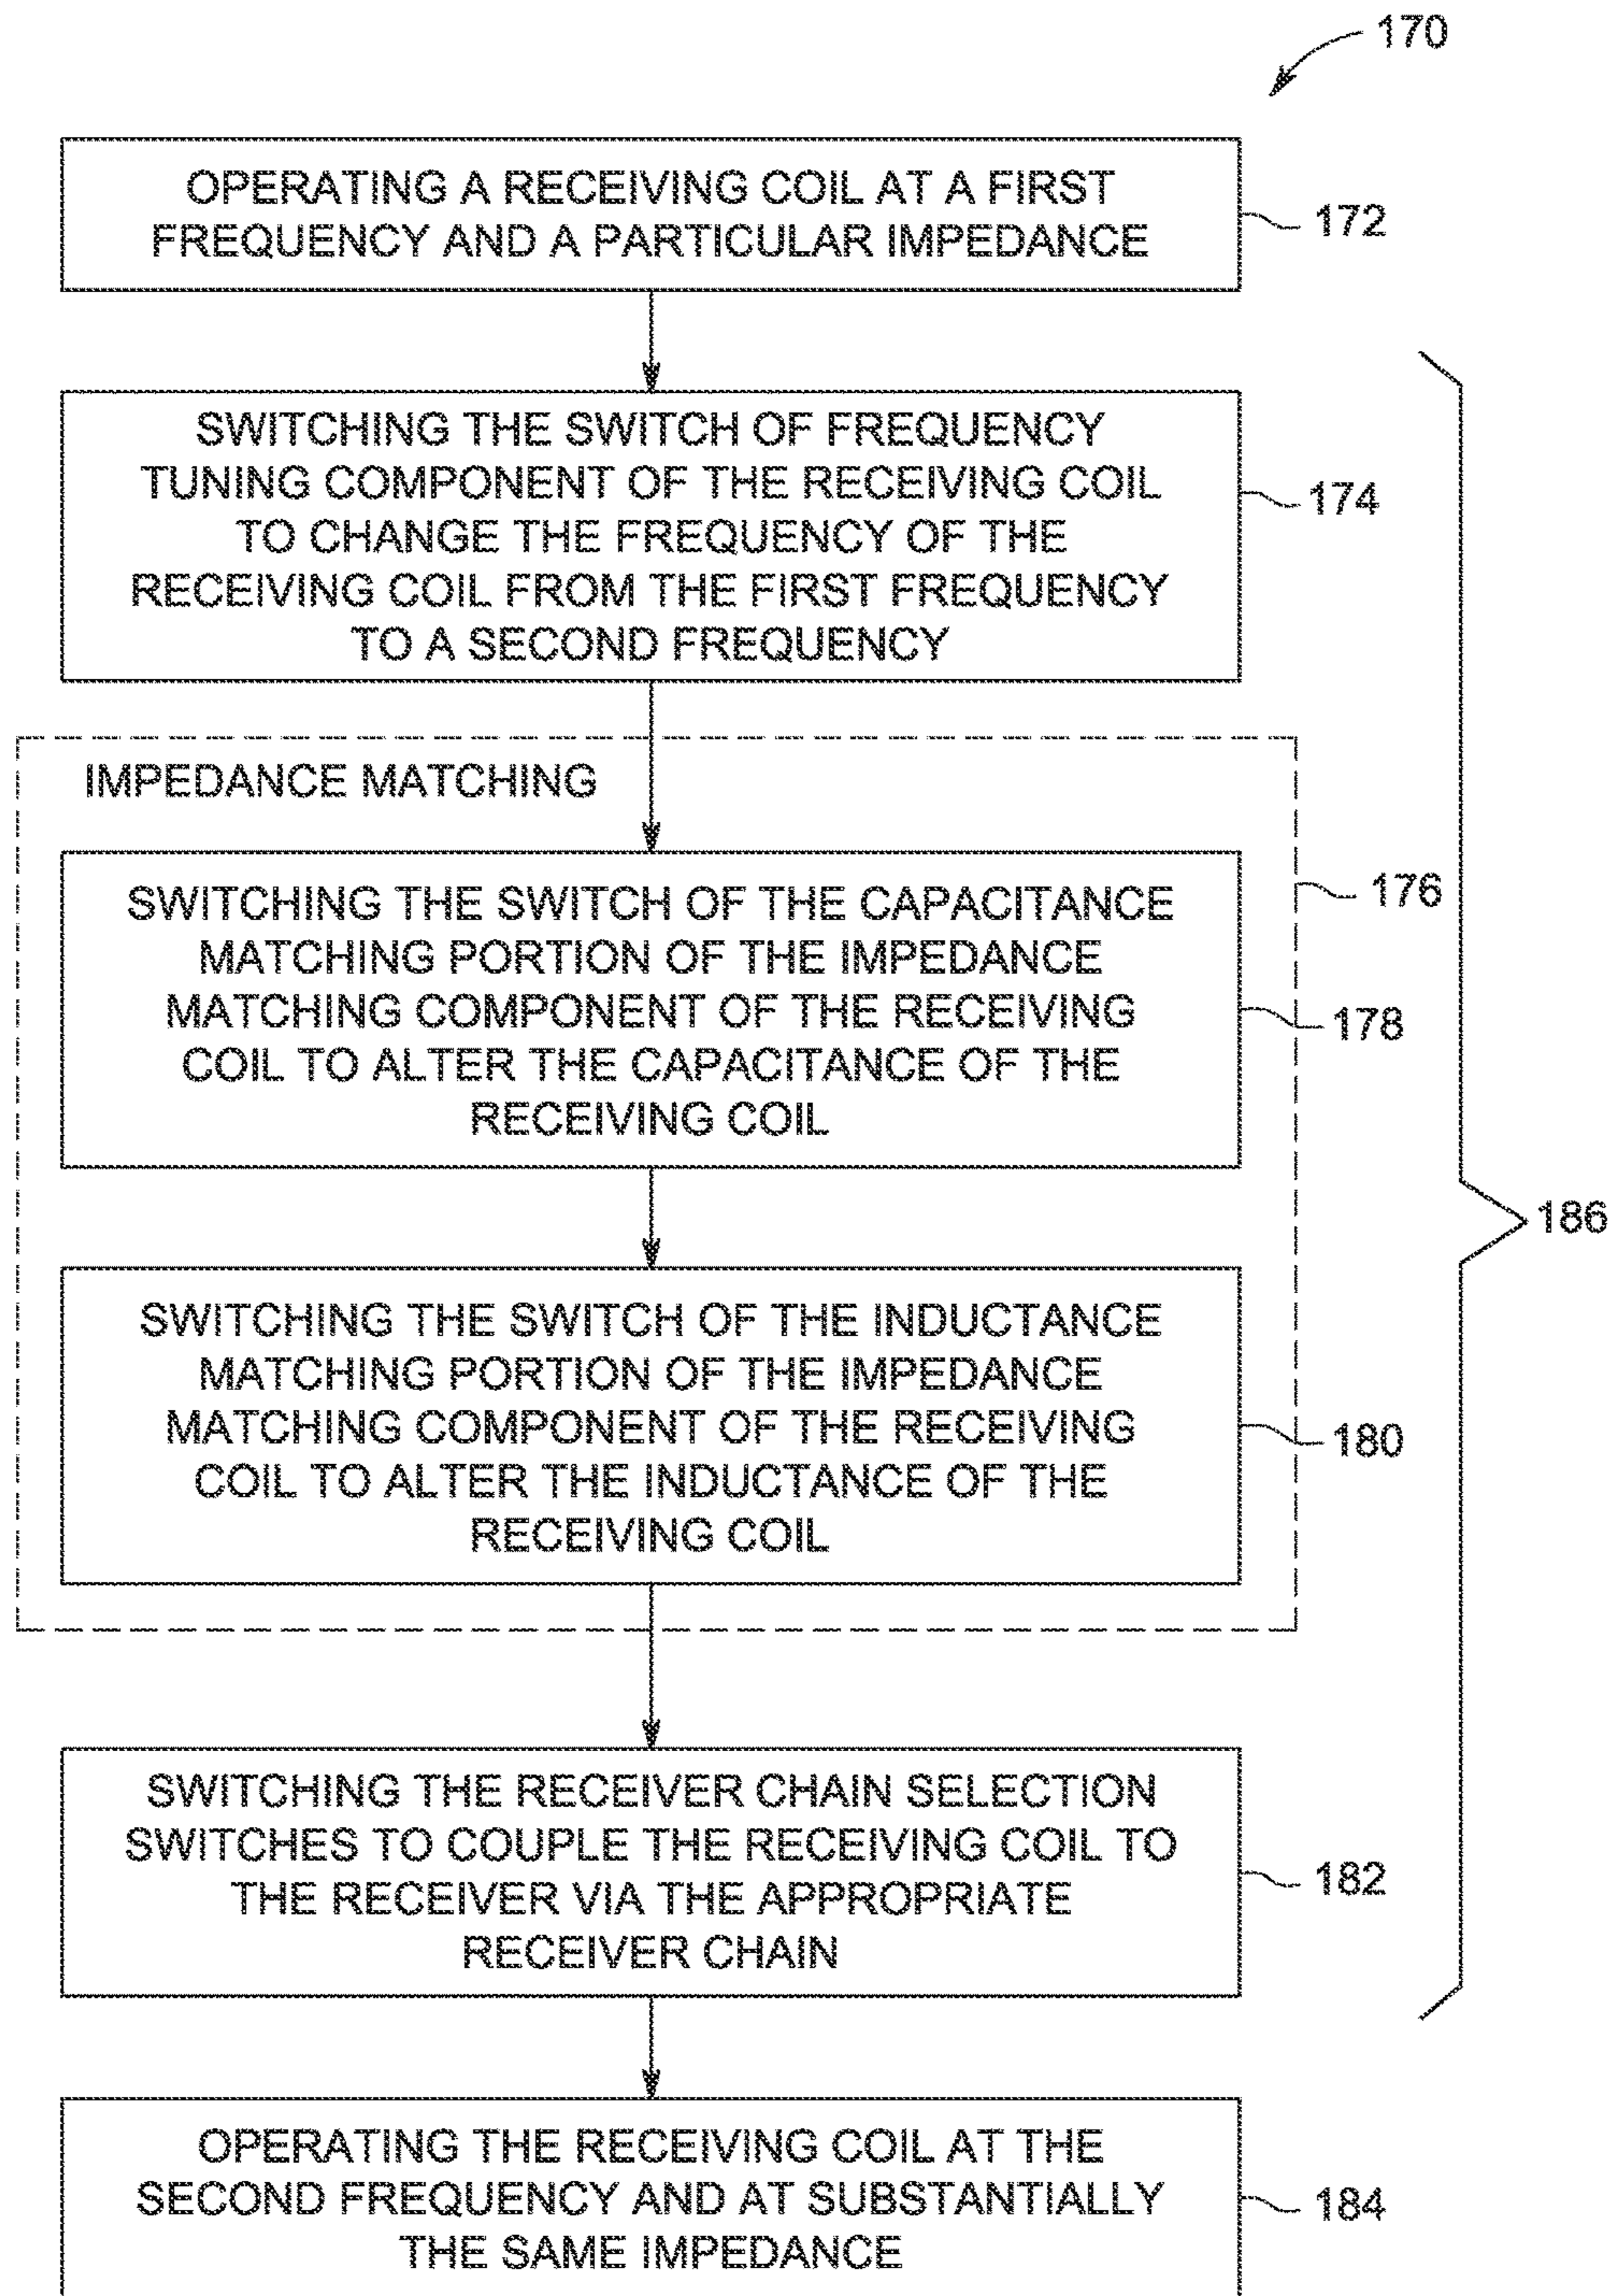 170
OPERATING A RECEIVING COIL AT A FIRST
FREQUENCY AND A PARTICULAR IMPEDANCE
172
SWITCHING THE SWITCH OF FREQUENCY
TUNING COMPONENT OF THE RECEIVING COIL
TO CHANGE THE FREQUENCY OF THE
RECEIVING COIL FROM THE FIRST FREQUENCY
TO A SECOND FREQUENCY
174
IMPEDANCE MATCHING
176
SWITCHING THE SWITCH OF THE CAPACITANCE
MATCHING PORTION OF THE IMPEDANCE
MATCHING COMPONENT OF THE RECEIVING
COIL TO ALTER THE CAPACITANCE OF THE
RECEIVING COIL
178
186
SWITCHING THE SWITCH OF THE INDUCTANCE
MATCHING PORTION OF THE IMPEDANCE
MATCHING COMPONENT OF THE RECEIVING
COIL TO ALTER THE INDUCTANCE OF THE
RECEIVING COIL
180
SWITCHING THE RECEIVER CHAIN SELECTION
SWITCHES TO COUPLE THE RECEIVING COIL TO
THE RECEIVER VIA THE APPROPRIATE
RECEIVER CHAIN
182
OPERATING THE RECEIVING COIL AT THE
SECOND FREQUENCY AND AT SUBSTANTIALLY
THE SAME IMPEDANCE
184